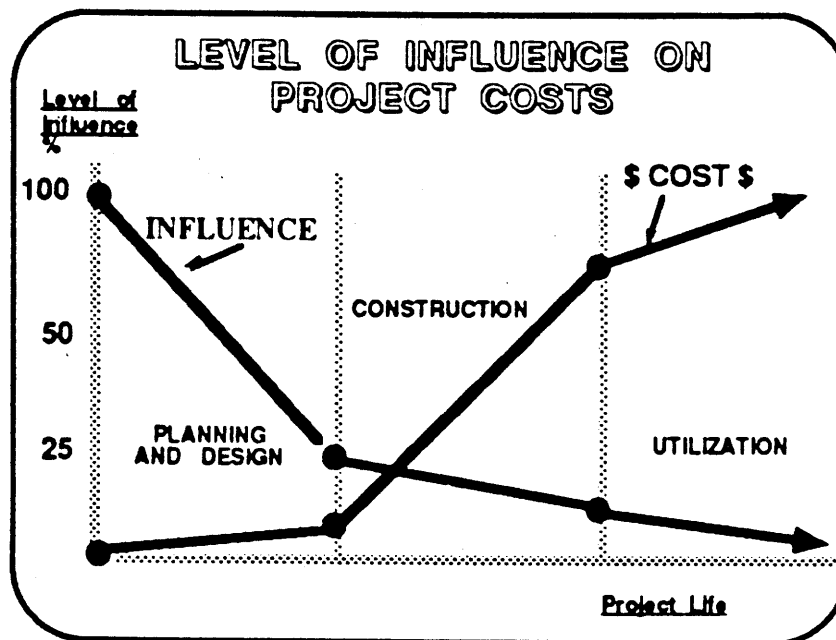 LEVEL OF INFLUENCE ON
PROJECT COSTS
Level of
Influence
%
100
50
25
INFLUENCE
$ COST $
CONSTRUCTION
PLANNING
AND DESIGN
UTILIZATION
Project Life